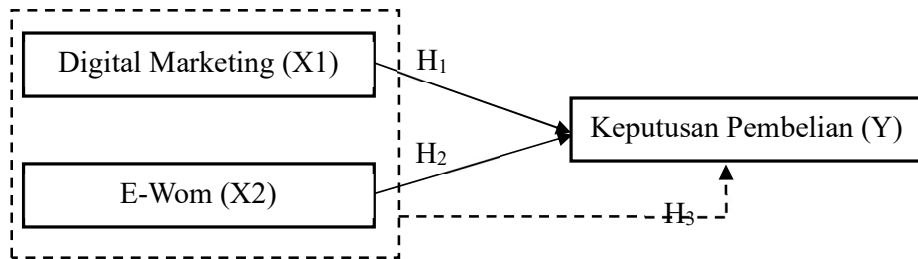 Digital Marketing (X1)
H₁
Keputusan Pembelian (Y)
H₂
E-Wom (X2)
H₃